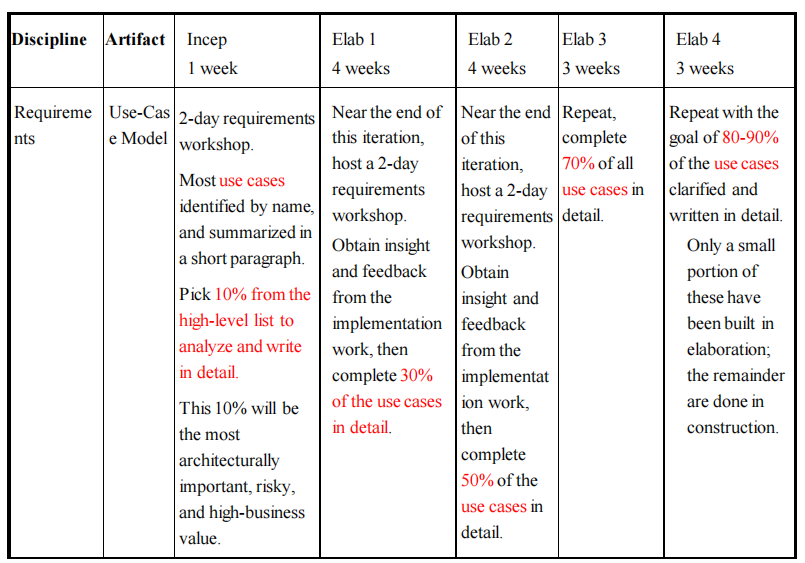 Discipline
Artifact
Incep
1 week
Elab 1
4 weeks
Elab 2
4 weeks
Elab 3
3 weeks
Elab 4
3 weeks
Requireme
nts
Use-Cas
e Model
2-day requirements
workshop.
Most use cases
identified by name,
and summarized in
a short paragraph.
Pick 10% from the
high-level list to
analyze and write
in detail.
This 10% will be
the most
architecturally
important, risky,
and high-business
value.
Near the end of
this iteration,
host a 2-day
requirements
workshop.
Obtain insight
and feedback
from the
implementation
work, then
complete 30%
of the use cases
in detail.
Near the end
of this
iteration,
host a 2-day
requirements
workshop.
Obtain
insight and
feedback
from the
implementat
ion work,
then
complete
50% of the
use cases in
detail.
Repeat,
complete
70% of all
use cases in
detail.
Repeat with the
goal of 80-90%
of the use cases
clarified and
written in detail.
Only a small
portion of
these have
been built in
elaboration;
the remainder
are done in
construction.